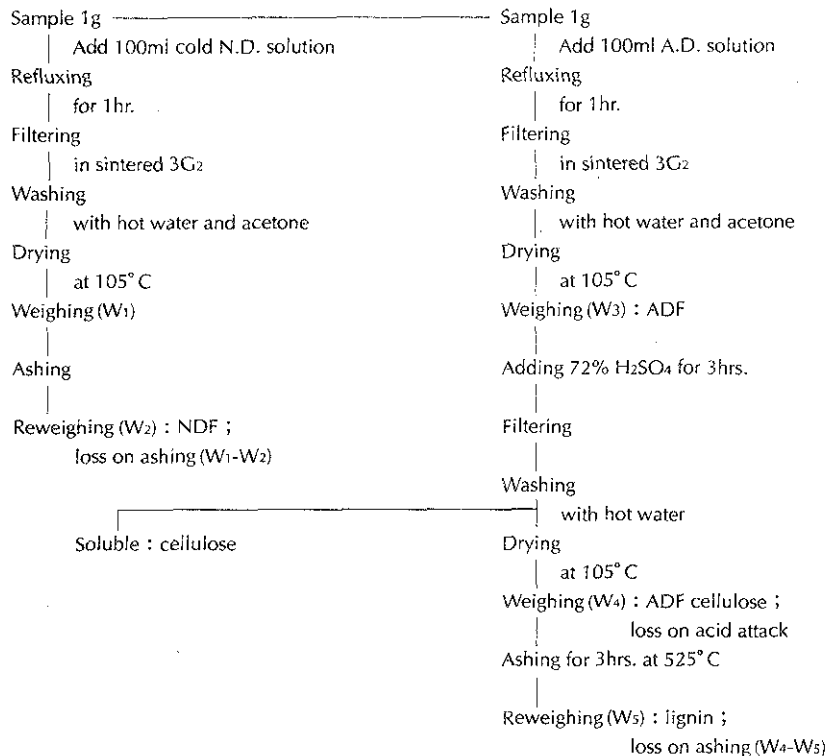 Sample 1g
Add 100ml cold N.D. solution
Refluxing
for 1hr.
Filtering
in sintered 3G2
Washing
with hot water and acetone
Drying
at 105°C
Weighing (W1)
Ashing
Reweighing (W2) : NDF ;
loss on ashing (W1-W2)
Soluble : cellulose
Sample 1g
Add 100ml A.D. solution
Refluxing
for 1hr.
Filtering
in sintered 3G2
Washing
with hot water and acetone
Drying
at 105°C
Weighing (W3) : ADF
Adding 72% H2SO4 for 3hrs.
Filtering
Washing
with hot water
Drying
at 105°C
Weighing (W4) : ADF cellulose ;
loss on acid attack
Ashing for 3hrs. at 525°C
Reweighing (W5) : lignin ;
loss on ashing (W4-W5)